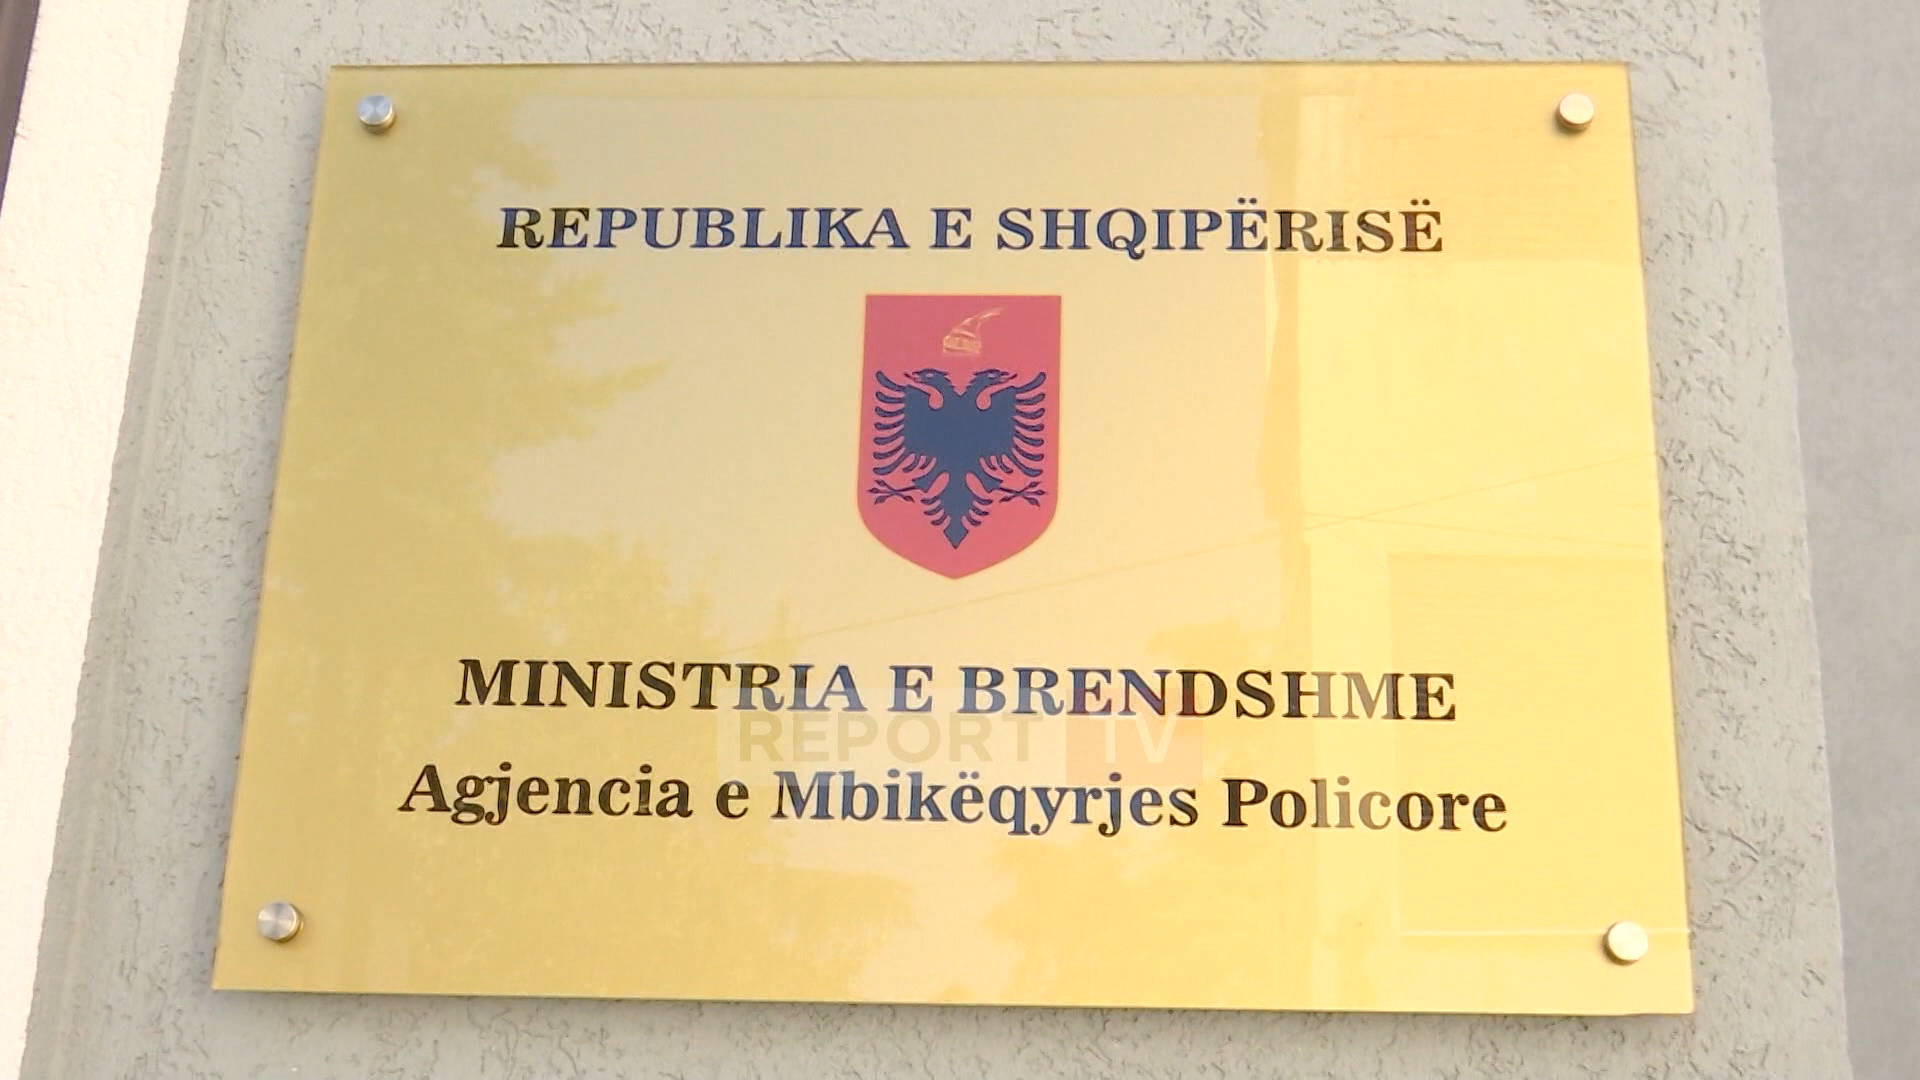 REPUBLIKA E SHQIPËRISË
MINISTRIA E BRENDSHME
REPORT TV
Agjencia e Mbikëqyrjes Policore